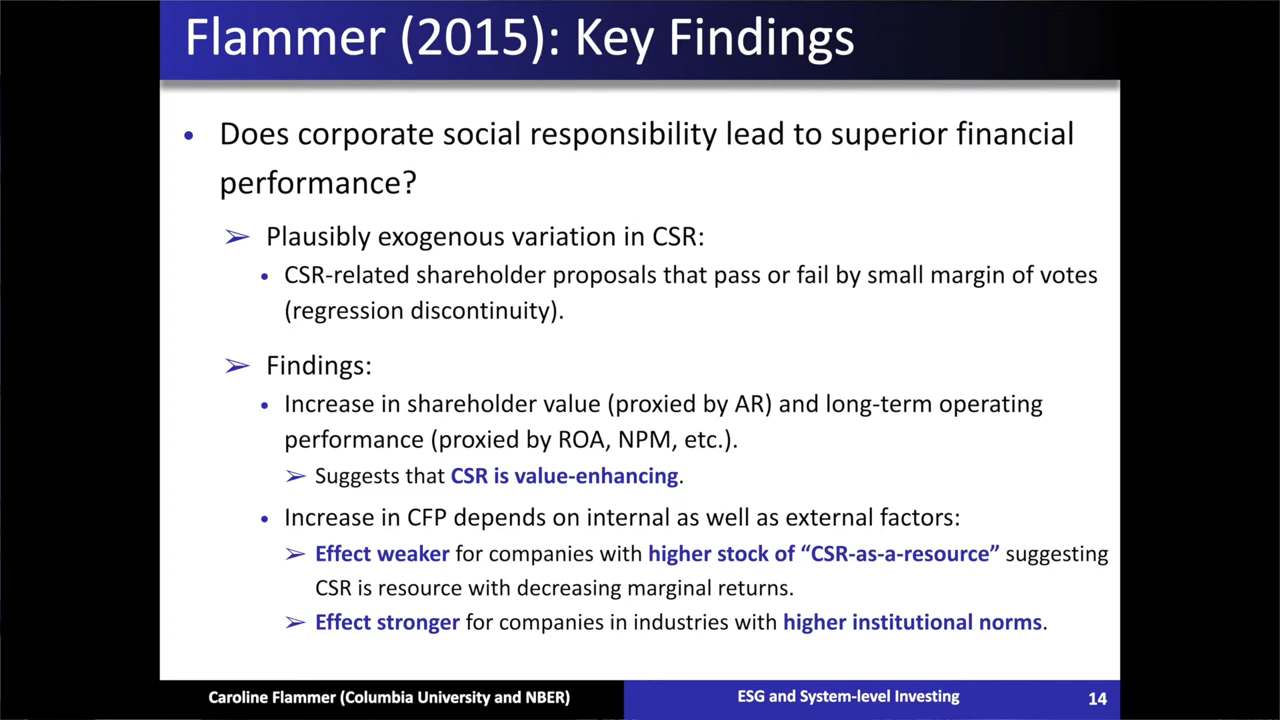 Flammer (2015): Key Findings
• Does corporate social responsibility lead to superior financial
performance?
➢ Plausibly exogenous variation in CSR:
• CSR-related shareholder proposals that pass or fail by small margin of votes
(regression discontinuity).
➢ Findings:
• Increase in shareholder value (proxied by AR) and long-term operating
performance (proxied by ROA, NPM, etc.).
➢ Suggests that CSR is value-enhancing.
• Increase in CFP depends on internal as well as external factors:
➢ Effect weaker for companies with higher stock of “CSR-as-a-resource” suggesting
CSR is resource with decreasing marginal returns.
➢ Effect stronger for companies in industries with higher institutional norms.
Caroline Flammer (Columbia University and NBER) ESG and System-level Investing 14